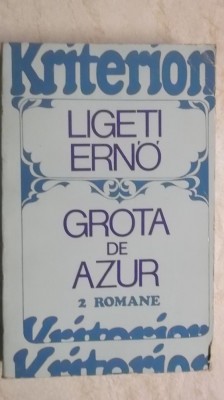 Kriterion
LIGETI
ERNŐ
GROTA
DE
AZUR
2 ROMANE
Kriterion
Kriterion